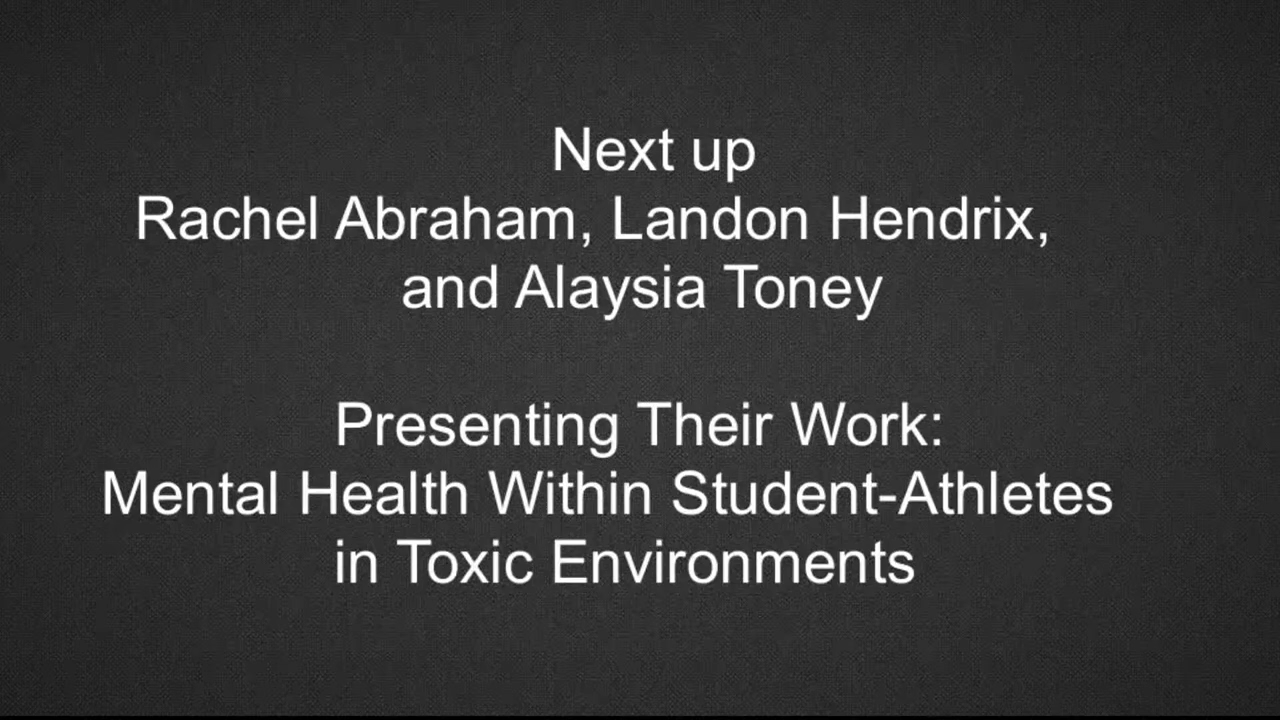 Next up
Rachel Abraham, Landon Hendrix,
and Alaysia Toney
Presenting Their Work:
Mental Health Within Student-Athletes
in Toxic Environments